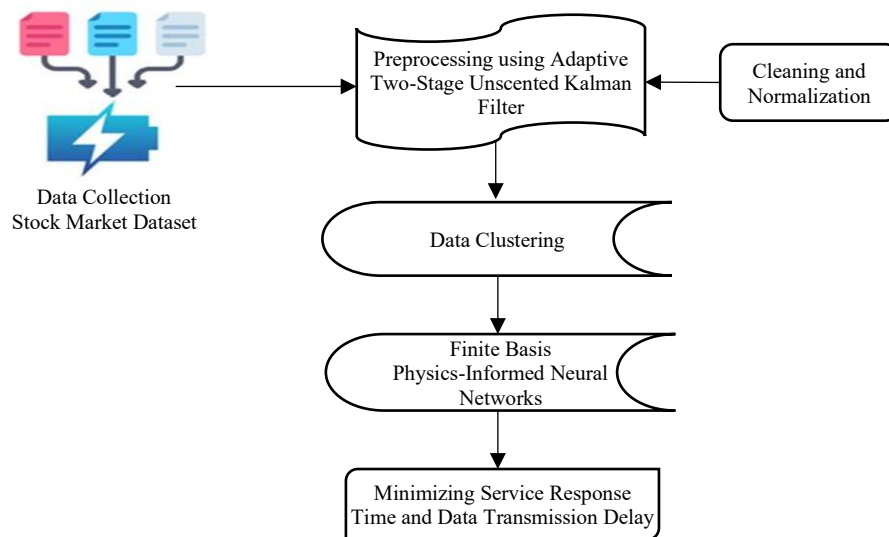 Data Collection
Stock Market Dataset
Preprocessing using Adaptive
Two-Stage Unscented Kalman
Filter
Cleaning and
Normalization
Data Clustering
Finite Basis
Physics-Informed Neural
Networks
Minimizing Service Response
Time and Data Transmission Delay